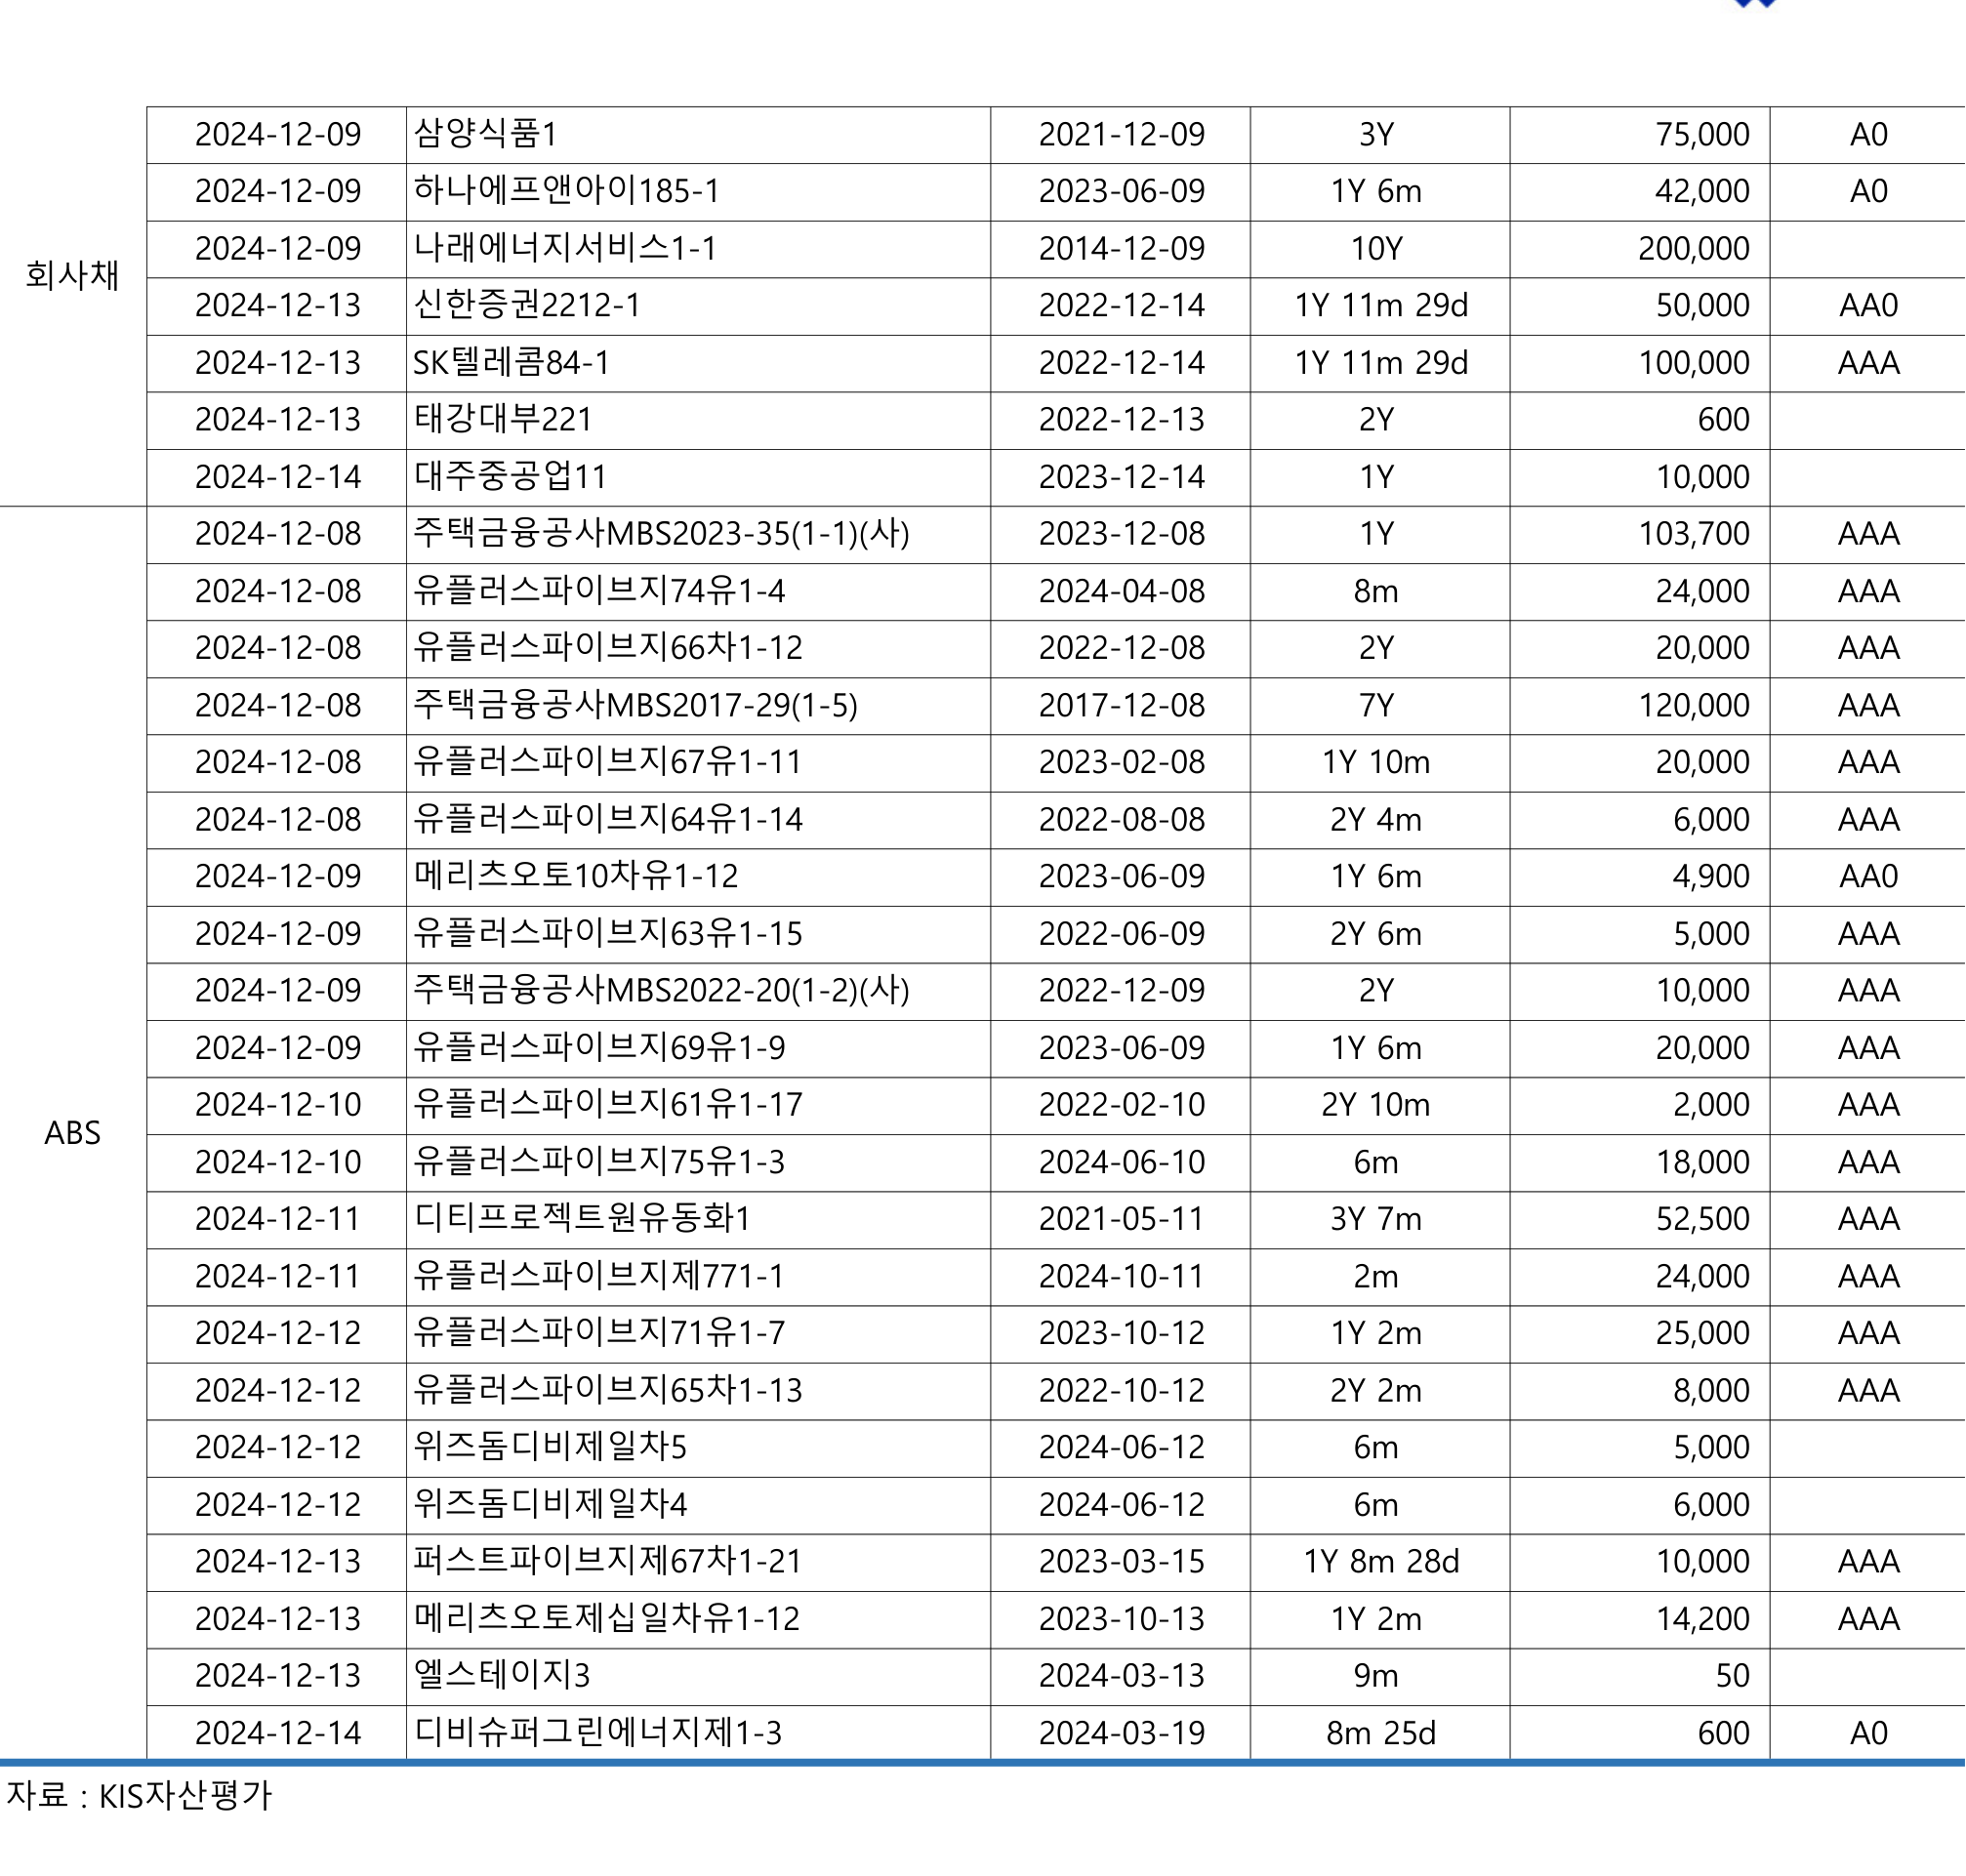 2024-12-09 삼양식품1 2021-12-09 3Y 75,000 A0
2024-12-09 하나에프앤아이185-1 2023-06-09 1Y 6m 42,000 A0
2024-12-09 나래에너지서비스1-1 2014-12-09 10Y 200,000
회사채
2024-12-13 신한증권2212-1 2022-12-14 1Y 11m 29d 50,000 AA0
2024-12-13 SK텔레콤84-1 2022-12-14 1Y 11m 29d 100,000 AAA
2024-12-13 태강대부221 2022-12-13 2Y 600
2024-12-14 대주중공업11 2023-12-14 1Y 10,000
2024-12-08 주택금융공사MBS2023-35(1-1)(사) 2023-12-08 1Y 103,700 AAA
2024-12-08 유플러스파이브지74유1-4 2024-04-08 8m 24,000 AAA
2024-12-08 유플러스파이브지66차1-12 2022-12-08 2Y 20,000 AAA
2024-12-08 주택금융공사MBS2017-29(1-5) 2017-12-08 7Y 120,000 AAA
2024-12-08 유플러스파이브지67유1-11 2023-02-08 1Y 10m 20,000 AAA
2024-12-08 유플러스파이브지64유1-14 2022-08-08 2Y 4m 6,000 AAA
2024-12-09 메리츠오토10차유1-12 2023-06-09 1Y 6m 4,900 AA0
2024-12-09 유플러스파이브지63유1-15 2022-06-09 2Y 6m 5,000 AAA
2024-12-09 주택금융공사MBS2022-20(1-2)(사) 2022-12-09 2Y 10,000 AAA
2024-12-09 유플러스파이브지69유1-9 2023-06-09 1Y 6m 20,000 AAA
2024-12-10 유플러스파이브지61유1-17 2022-02-10 2Y 10m 2,000 AAA
ABS
2024-12-10 유플러스파이브지75유1-3 2024-06-10 6m 18,000 AAA
2024-12-11 디티프로젝트원유동화1 2021-05-11 3Y 7m 52,500 AAA
2024-12-11 유플러스파이브지제771-1 2024-10-11 2m 24,000 AAA
2024-12-12 유플러스파이브지71유1-7 2023-10-12 1Y 2m 25,000 AAA
2024-12-12 유플러스파이브지65차1-13 2022-10-12 2Y 2m 8,000 AAA
2024-12-12 위즈돔디비제일차5 2024-06-12 6m 5,000
2024-12-12 위즈돔디비제일차4 2024-06-12 6m 6,000
2024-12-13 퍼스트파이브지제67차1-21 2023-03-15 1Y 8m 28d 10,000 AAA
2024-12-13 메리츠오토제십일차유1-12 2023-10-13 1Y 2m 14,200 AAA
2024-12-13 엘스테이지3 2024-03-13 9m 50
2024-12-14 디비슈퍼그린에너지제1-3 2024-03-19 8m 25d 600 A0
자료 : KIS자산평가